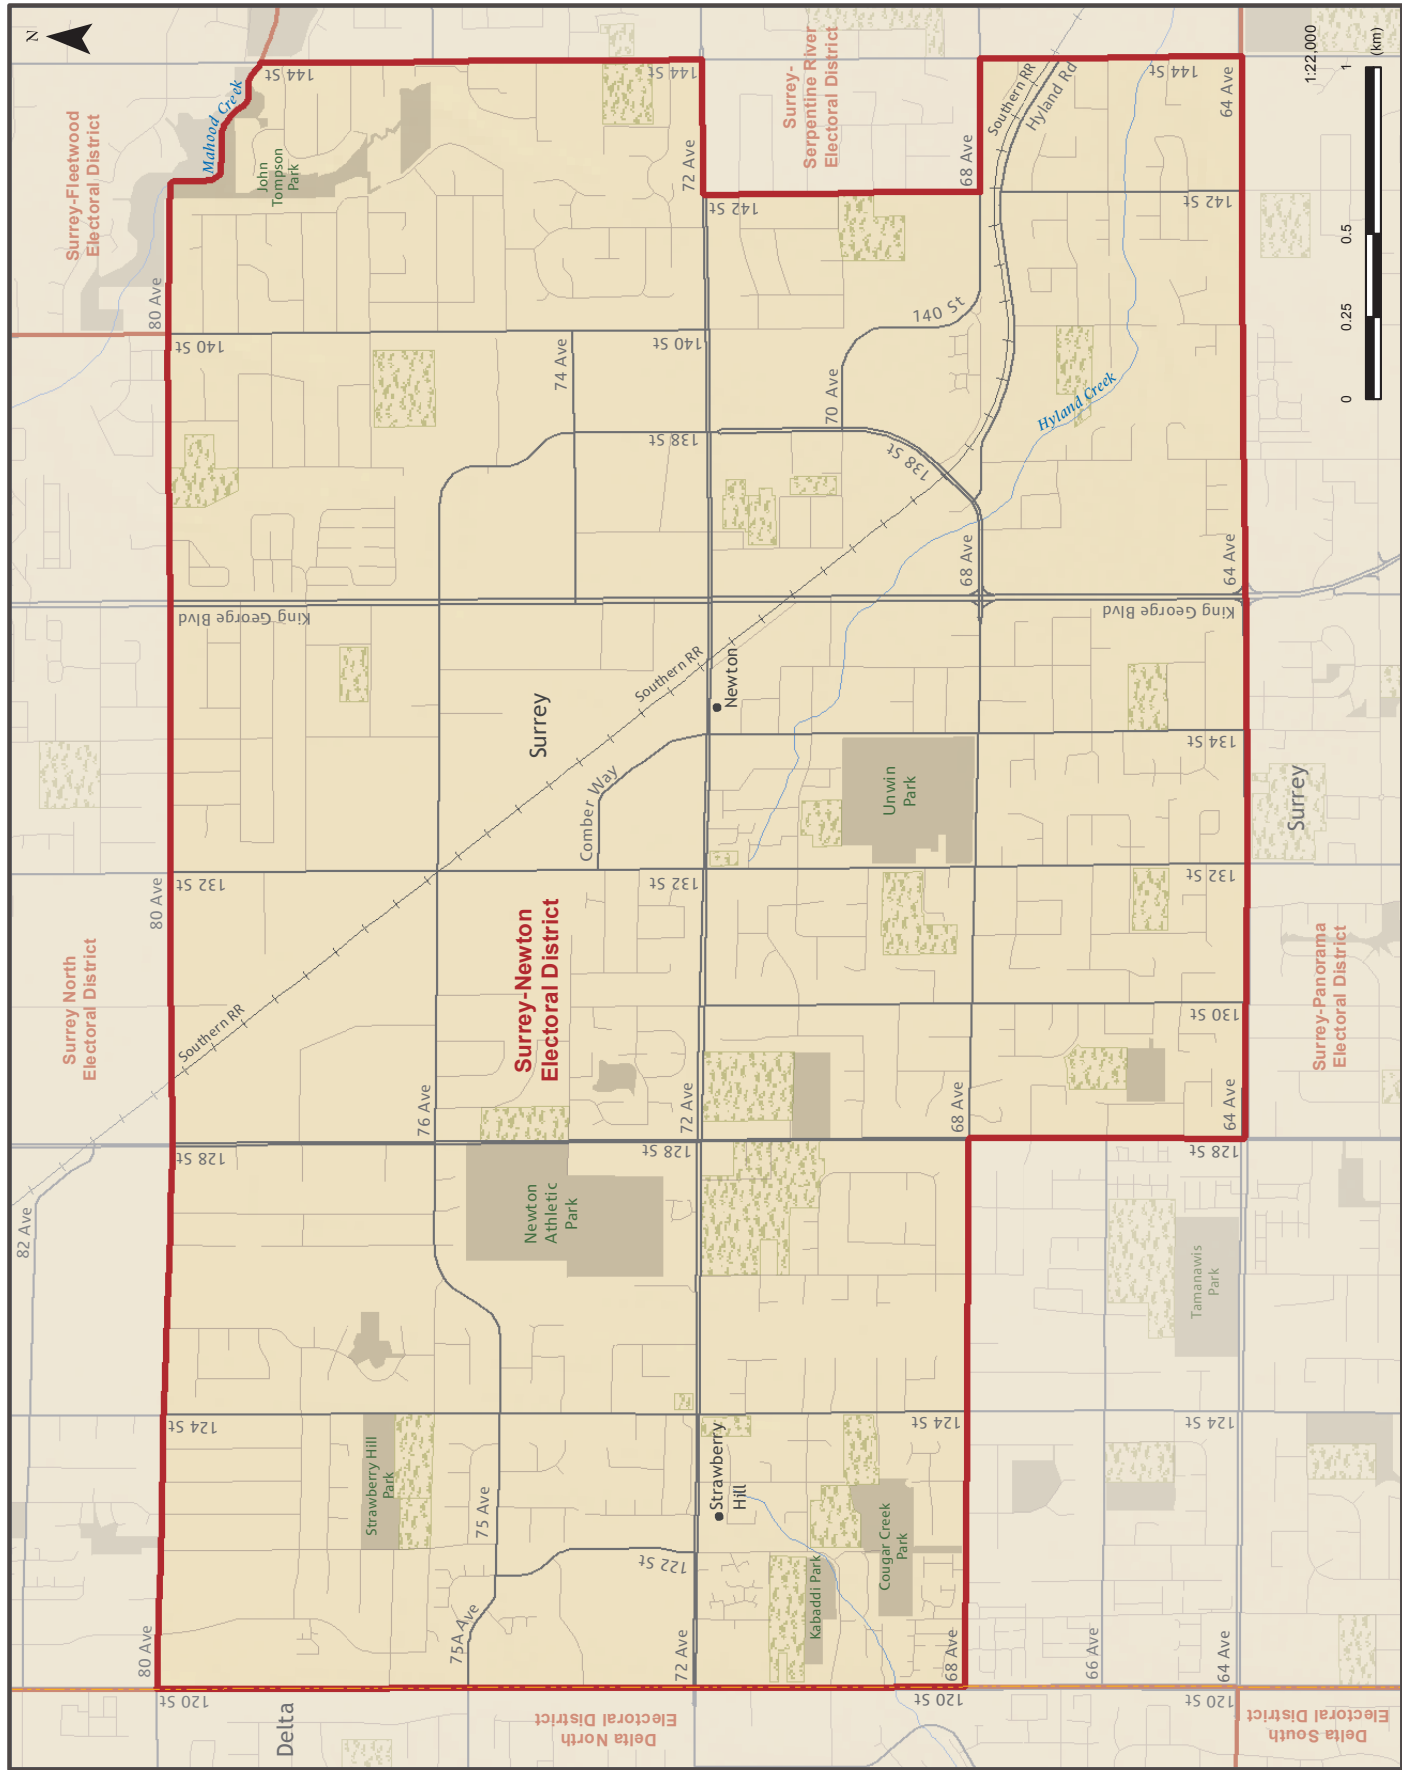 N
1:22,000
0
0.25
0.5
1
(km)
Surrey-Fleetwood
Electoral District
Surrey-
Serpentine River
Electoral District
Surrey North
Electoral District
Surrey-Newton
Electoral District
Surrey-Panorama
Electoral District
Delta North
Electoral District
Delta South
Electoral District
Mahood Creek
John
Tompson
Park
144 St
144 St
144 St
72 Ave
68 Ave
64 Ave
Southern RR
Hyland Rd
142 St
142 St
80 Ave
140 St
140 St
140 St
74 Ave
70 Ave
138 St
138 St
Hyland Creek
68 Ave
64 Ave
King George Blvd
King George Blvd
Southern RR
Newton
Surrey
Comber Way
Unwin
Park
134 St
Surrey
80 Ave
132 St
132 St
132 St
Southern RR
130 St
76 Ave
72 Ave
68 Ave
64 Ave
128 St
128 St
128 St
82 Ave
Newton
Athletic
Park
Tamanawis
Park
124 St
124 St
124 St
Strawberry Hill
Park
75 Ave
Strawberry
Hill
122 St
Cougar Creek
Park
Kabaddi Park
75A Ave
80 Ave
72 Ave
68 Ave
66 Ave
64 Ave
120 St
120 St
120 St
Delta